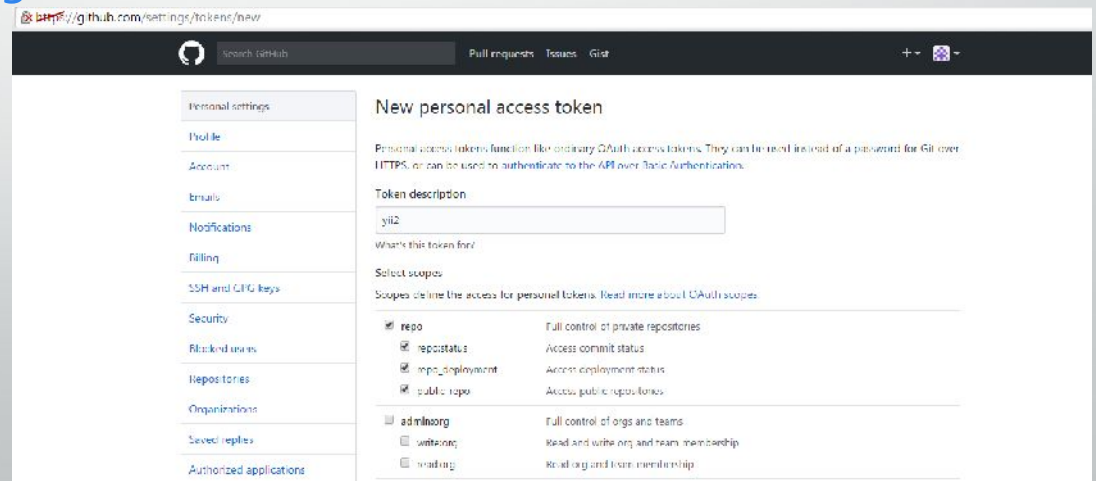 https://github.com/settings/tokens/new
Search GitHub
Pull requests Issues Gist
Personal settings
Profile
Account
Emails
Notifications
Billing
SSH and GPG keys
Security
Blocked users
Repositories
Organizations
Saved replies
Authorized applications
New personal access token
Personal access tokens function like ordinary OAuth access tokens. They can be used instead of a password for Git over
HTTPS, or can be used to authenticate to the API over Basic Authentication.
Token description
yii2
What's this token for?
Select scopes
Scopes define the access for personal tokens. Read more about OAuth scopes.
repo Full control of private repositories
repo:status Access commit status
repo_deployment Access deployment status
public_repo Access public repositories
admin:org Full control of orgs and teams
write:org Read and write org and team membership
read:org Read org and team membership